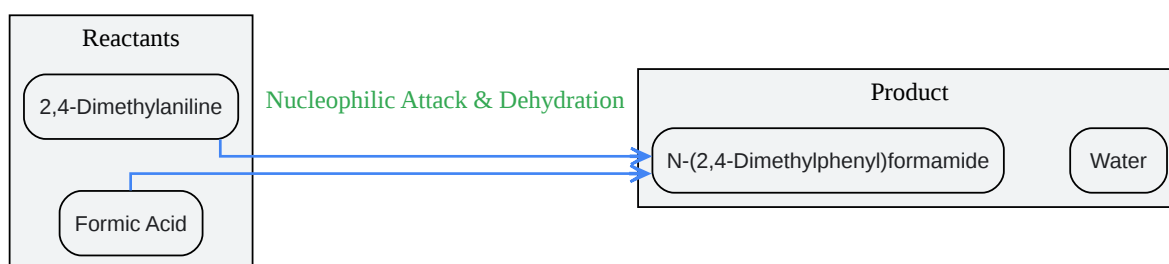 Reactants
2,4-Dimethylaniline
Formic Acid
Nucleophilic Attack & Dehydration
Product
N-(2,4-Dimethylphenyl)formamide
Water